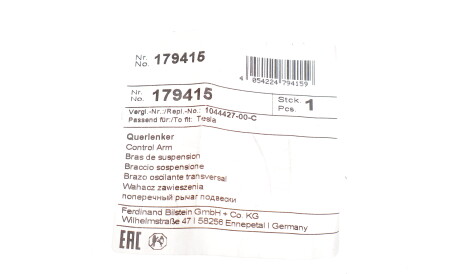 Nr.
No. 179415
4 054224 794159
Nr.
No. 179415
Stck.
Pcs. 1
Vergl.-Nr.:/Repl.-No.: 1044427-00-C
Passend für:/To fit: Tesla
Querlenker
Control Arm
Bras de suspension
Braccio sospensione
Brazo oscilante transversal
Wahacz zawieszenia
поперечный рычаг подвески
Ferdinand Bilstein GmbH + Co. KG
Wilhelmstraße 47 | 58256 Ennepetal | Germany
EAC